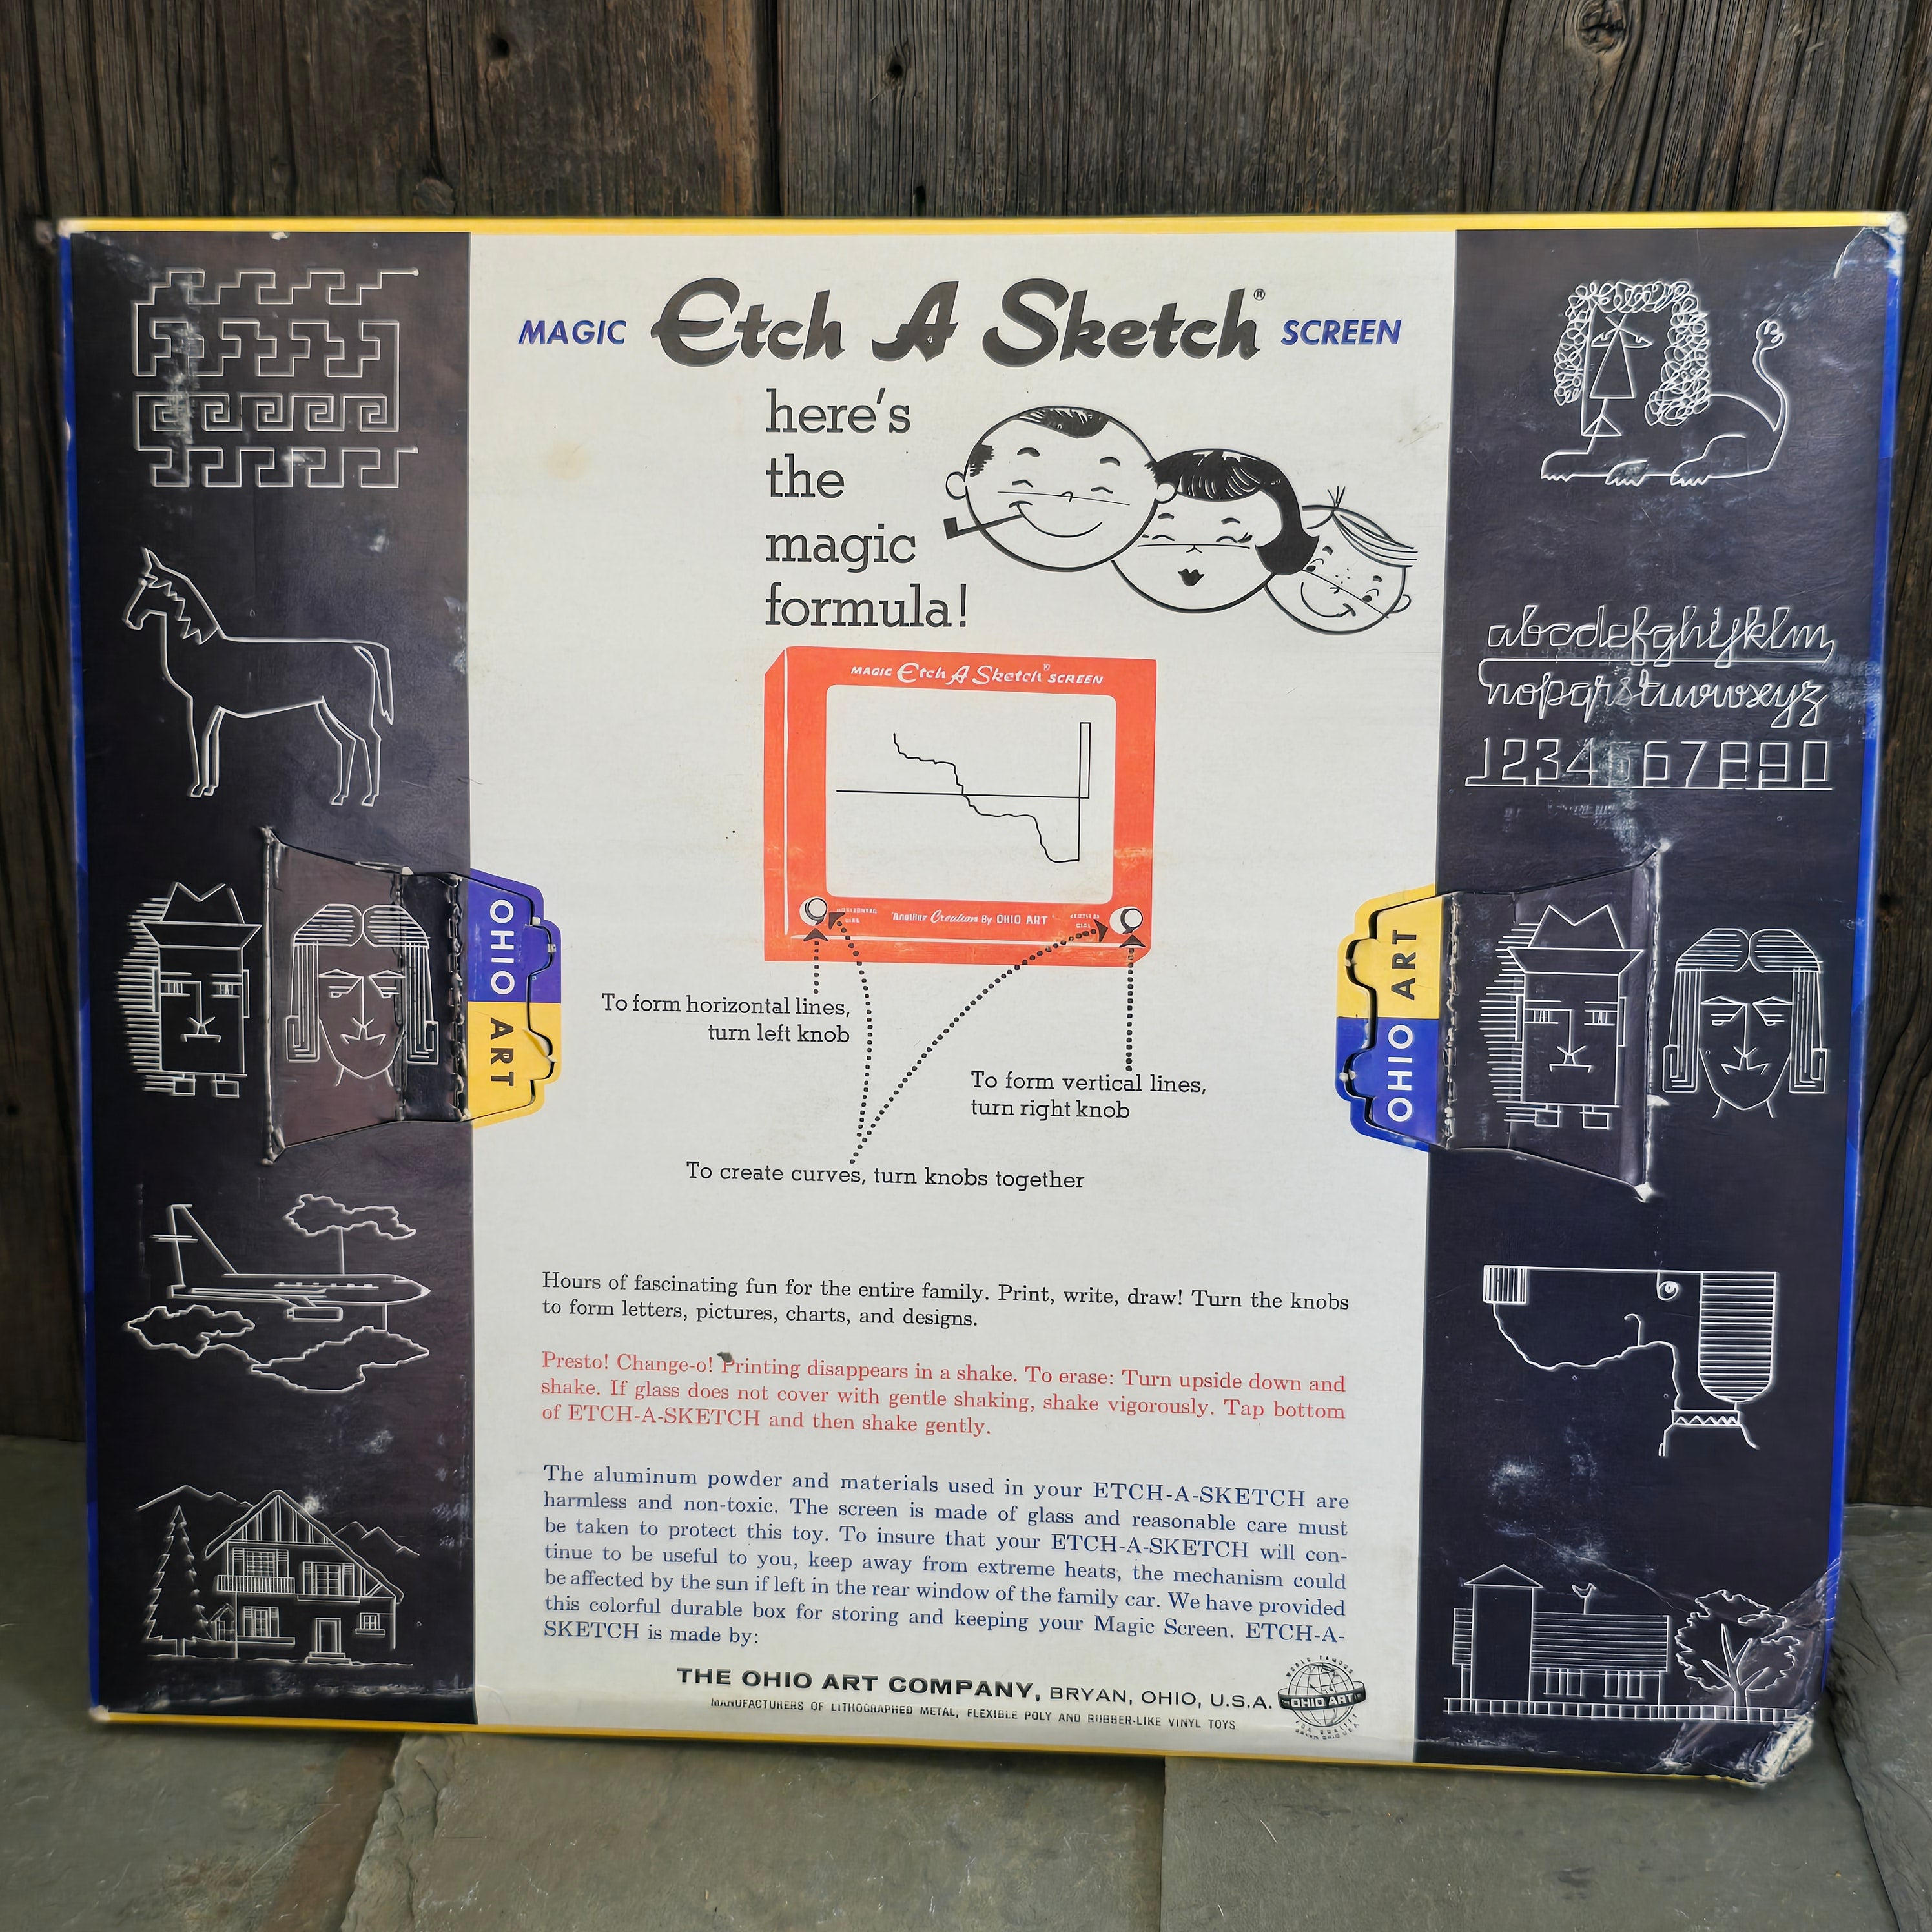 MAGIC Etch A Sketch® SCREEN
here's
the
magic
formula!
abcdefghijklm
nopqrstuvwxyz
1234567890
MAGIC Etch A Sketch® SCREEN
HORIZONTAL
DIAL
"Another Creation By OHIO ART"
VERTICAL
DIAL
OHIO ART
OHIO ART
To form horizontal lines,
turn left knob
To form vertical lines,
turn right knob
To create curves, turn knobs together
Hours of fascinating fun for the entire family. Print, write, draw! Turn the knobs
to form letters, pictures, charts, and designs.
Presto! Change-o! Printing disappears in a shake. To erase: Turn upside down and
shake. If glass does not cover with gentle shaking, shake vigorously. Tap bottom
of ETCH-A-SKETCH and then shake gently.
The aluminum powder and materials used in your ETCH-A-SKETCH are
harmless and non-toxic. The screen is made of glass and reasonable care must
be taken to protect this toy. To insure that your ETCH-A-SKETCH will con-
tinue to be useful to you, keep away from extreme heats, the mechanism could
be affected by the sun if left in the rear window of the family car. We have provided
this colorful durable box for storing and keeping your Magic Screen. ETCH-A-
SKETCH is made by:
THE OHIO ART COMPANY, BRYAN, OHIO, U.S.A.
MANUFACTURERS OF LITHOGRAPHED METAL, FLEXIBLE POLY AND RUBBER-LIKE VINYL TOYS
WORLD FAMOUS
OHIO ART
FOR QUALITY